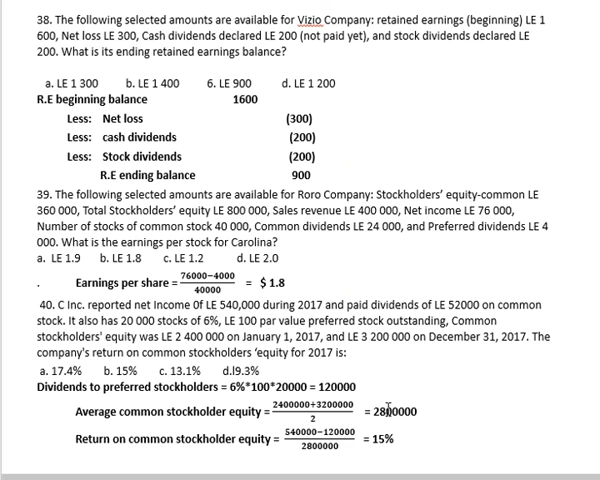 38. The following selected amounts are available for Vizio Company: retained earnings (beginning) LE 1
600, Net loss LE 300, Cash dividends declared LE 200 (not paid yet), and stock dividends declared LE
200. What is its ending retained earnings balance?
a. LE 1 300 b. LE 1 400 6. LE 900 d. LE 1 200
R.E beginning balance 1600
Less: Net loss (300)
Less: cash dividends (200)
Less: Stock dividends (200)
R.E ending balance 900
39. The following selected amounts are available for Roro Company: Stockholders' equity-common LE
360 000, Total Stockholders' equity LE 800 000, Sales revenue LE 400 000, Net income LE 76 000,
Number of stocks of common stock 40 000, Common dividends LE 24 000, and Preferred dividends LE 4
000. What is the earnings per stock for Carolina?
a. LE 1.9 b. LE 1.8 c. LE 1.2 d. LE 2.0
. Earnings per share = 76000−4000 / 40000 = $ 1.8
40. C Inc. reported net Income 0f LE 540,000 during 2017 and paid dividends of LE 52000 on common
stock. It also has 20 000 stocks of 6%, LE 100 par value preferred stock outstanding, Common
stockholders' equity was LE 2 400 000 on January 1, 2017, and LE 3 200 000 on December 31, 2017. The
company's return on common stockholders 'equity for 2017 is:
a. 17.4% b. 15% c. 13.1% d.l9.3%
Dividends to preferred stockholders = 6%*100*20000 = 120000
Average common stockholder equity = 2400000+3200000 / 2 = 2800000
Return on common stockholder equity = 540000−120000 / 2800000 = 15%